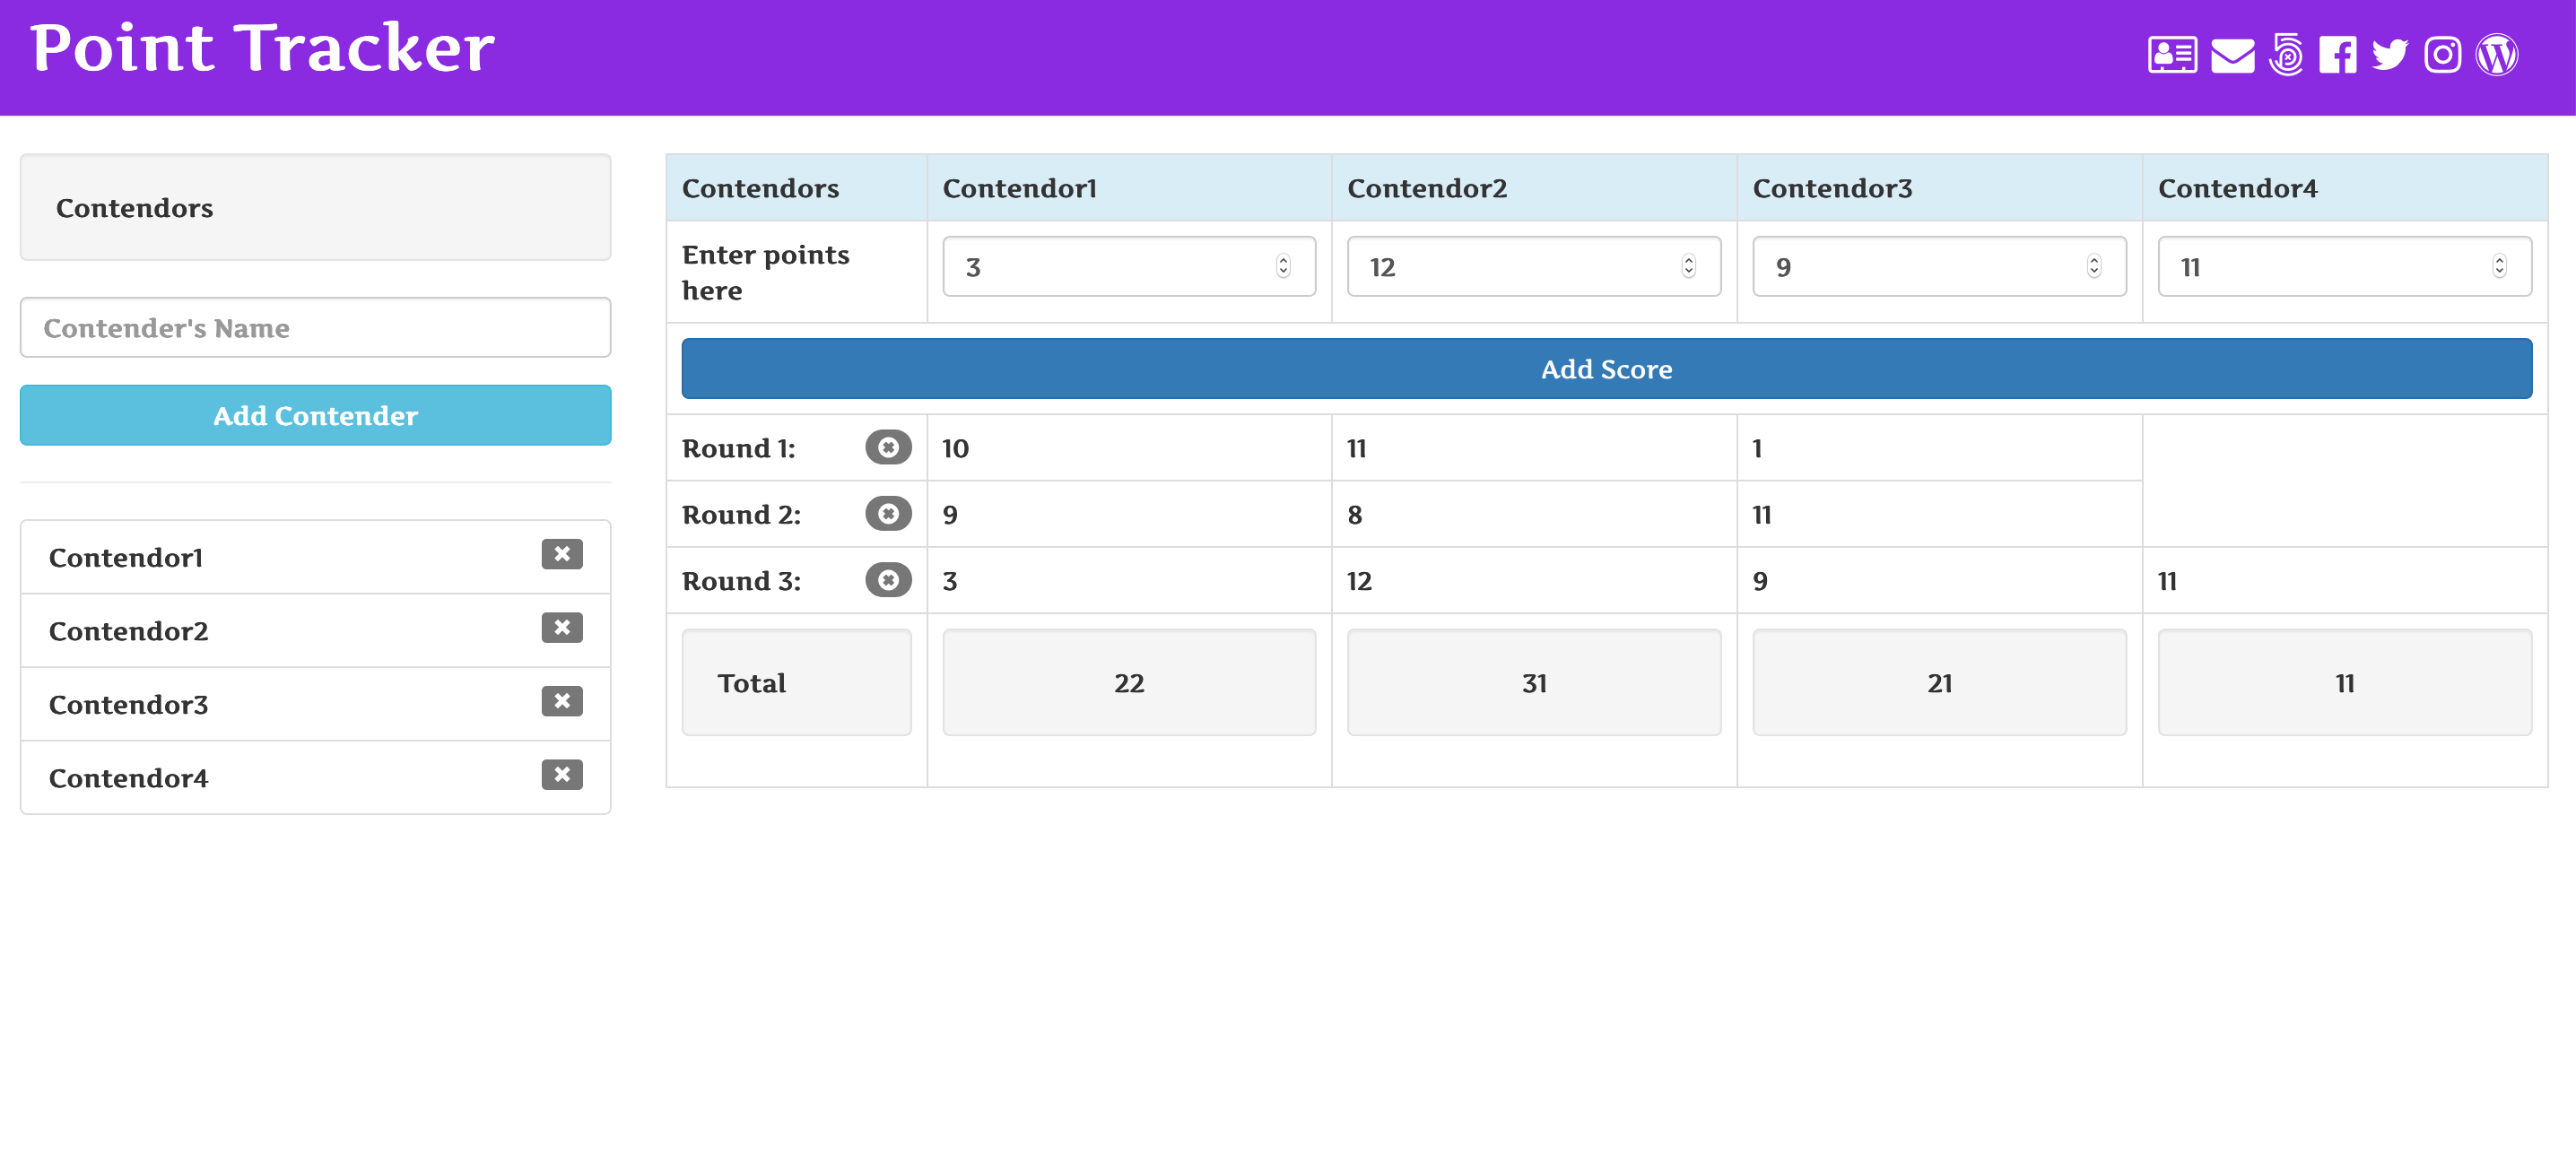 Point Tracker
Contendors
Contender's Name
Add Contender
Contendor1
Contendor2
Contendor3
Contendor4
Contendors Contendor1 Contendor2 Contendor3 Contendor4
Enter points
here
3 12 9 11
Add Score
Round 1: 10 11 1
Round 2: 9 8 11
Round 3: 3 12 9 11
Total 22 31 21 11